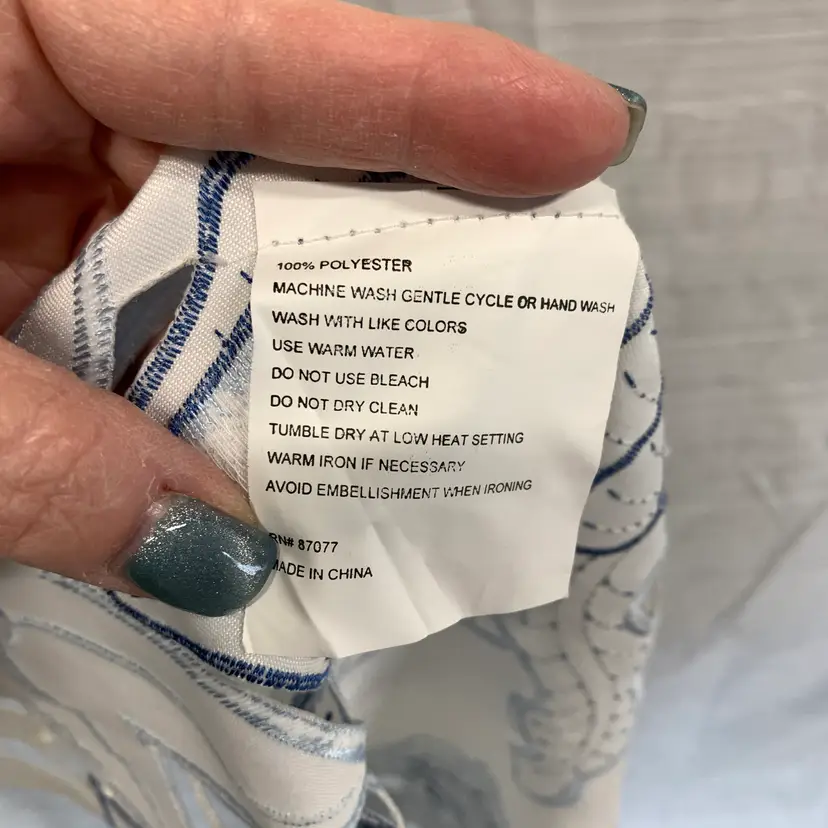 100% POLYESTER
MACHINE WASH GENTLE CYCLE OR HAND WASH
WASH WITH LIKE COLORS
USE WARM WATER
DO NOT USE BLEACH
DO NOT DRY CLEAN
TUMBLE DRY AT LOW HEAT SETTING
WARM IRON IF NECESSARY
AVOID EMBELLISHMENT WHEN IRONING
RN# 87077
MADE IN CHINA